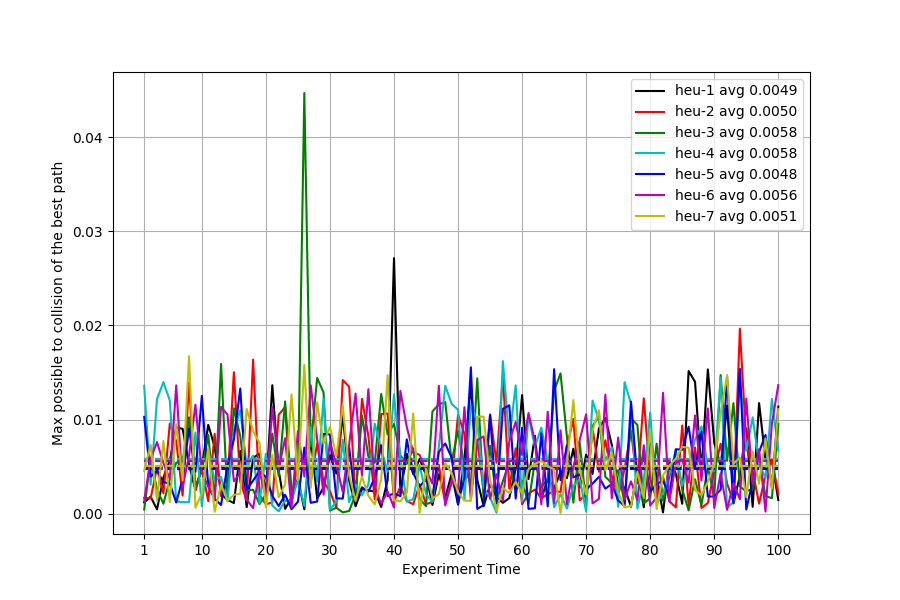 heu-1 avg 0.0049
heu-2 avg 0.0050
heu-3 avg 0.0058
heu-4 avg 0.0058
heu-5 avg 0.0048
heu-6 avg 0.0056
heu-7 avg 0.0051
Max possible to collision of the best path
0.04
0.03
0.02
0.01
0.00
1 10 20 30 40 50 60 70 80 90 100
Experiment Time